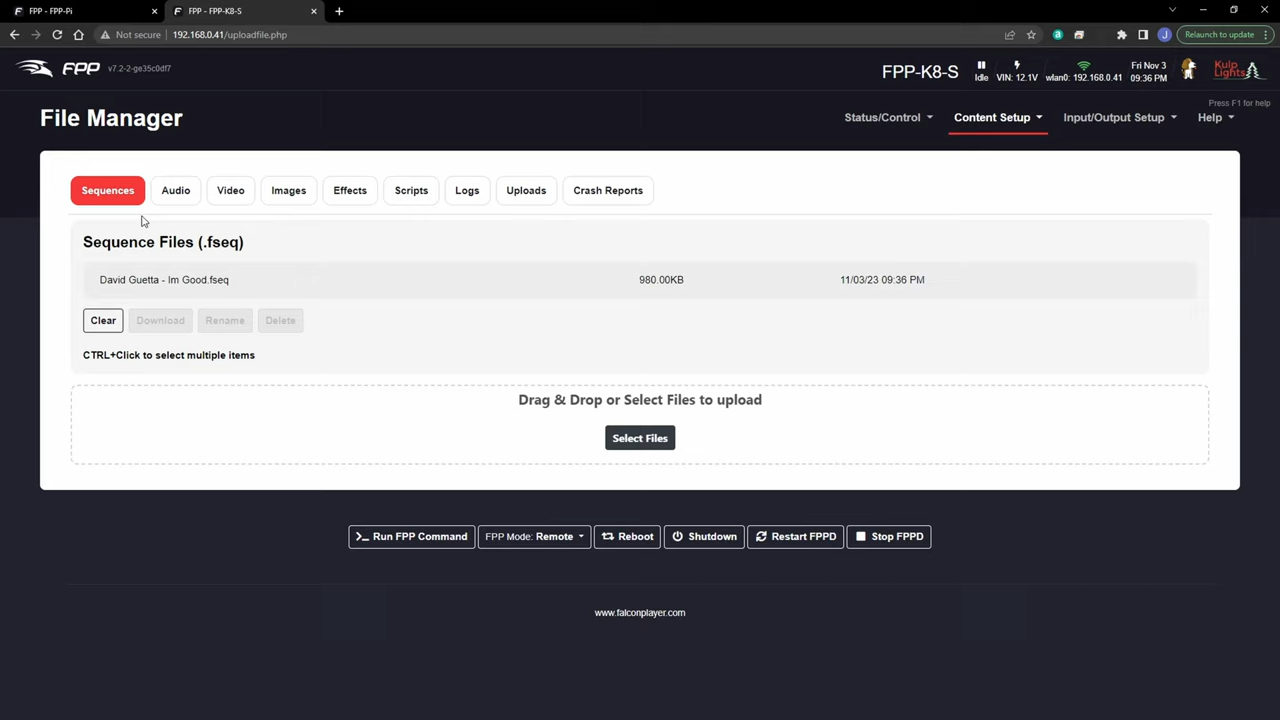 FPP - FPP-Pi
FPP - FPP-K8-S
Not secure 192.168.0.41/uploadfile.php
Relaunch to update
FPP v7.2-2-ge35c0df7
FPP-K8-S
Idle
VIN: 12.1V
wlan0: 192.168.0.41
Fri Nov 3
09:36 PM
Kulp
Lights
Press F1 for help
File Manager
Status/Control
Content Setup
Input/Output Setup
Help
Sequences
Audio
Video
Images
Effects
Scripts
Logs
Uploads
Crash Reports
Sequence Files (.fseq)
David Guetta - Im Good.fseq 980.00KB 11/03/23 09:36 PM
Clear
Download
Rename
Delete
CTRL+Click to select multiple items
Drag & Drop or Select Files to upload
Select Files
Run FPP Command
FPP Mode: Remote
Reboot
Shutdown
Restart FPPD
Stop FPPD
www.falconplayer.com